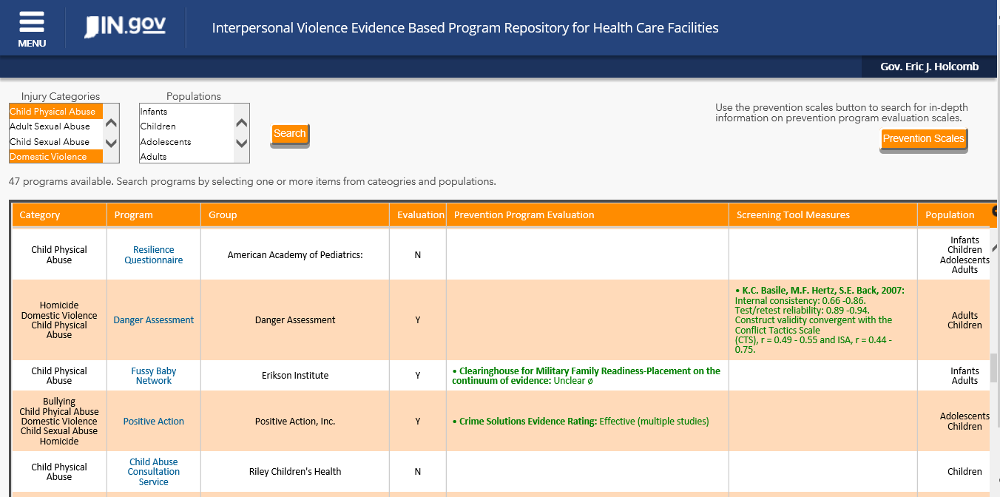 MENU
IN.gov
Interpersonal Violence Evidence Based Program Repository for Health Care Facilities
Gov. Eric J. Holcomb
Injury Categories
Child Physical Abuse
Adult Sexual Abuse
Child Sexual Abuse
Domestic Violence
Populations
Infants
Children
Adolescents
Adults
Search
Use the prevention scales button to search for in-depth
information on prevention program evaluation scales.
Prevention Scales
47 programs available. Search programs by selecting one or more items from cateogries and populations.
Category Program Group Evaluation Prevention Program Evaluation Screening Tool Measures Population
Child Physical
Abuse
Resilience
Questionnaire
American Academy of Pediatrics:
N
Infants
Children
Adolescents
Adults
Homicide
Domestic Violence
Child Physical
Abuse
Danger Assessment
Danger Assessment
Y
• K.C. Basile, M.F. Hertz, S.E. Back, 2007:
Internal consistency: 0.66 -0.86.
Test/retest reliability: 0.89 -0.94.
Construct validity convergent with the
Conflict Tactics Scale
(CTS), r = 0.49 - 0.55 and ISA, r = 0.44 -
0.75.
Adults
Children
Child Physical
Abuse
Fussy Baby
Network
Erikson Institute
Y
• Clearinghouse for Military Family Readiness-Placement on the
continuum of evidence: Unclear ø
Infants
Adults
Bullying
Child Phyical Abuse
Domestic Violence
Child Sexual Abuse
Homicide
Positive Action
Positive Action, Inc.
Y
• Crime Solutions Evidence Rating: Effective (multiple studies)
Adolescents
Children
Child Physical
Abuse
Child Abuse
Consultation
Service
Riley Children's Health
N
Children